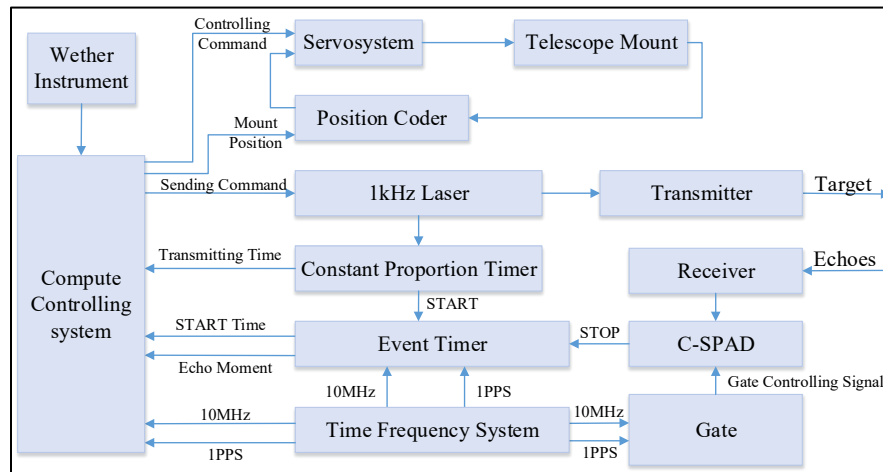 Controlling
Command
Servosystem
Telescope Mount
Wether
Instrument
Position Coder
Mount
Position
Sending Command
1kHz Laser
Transmitter
Target
Transmitting Time
Constant Proportion Timer
Receiver
Echoes
Compute
Controlling
system
START
START Time
Event Timer
STOP
C-SPAD
Echo Moment
Gate Controlling Signal
10MHz
1PPS
10MHz
1PPS
Time Frequency System
10MHz
1PPS
Gate